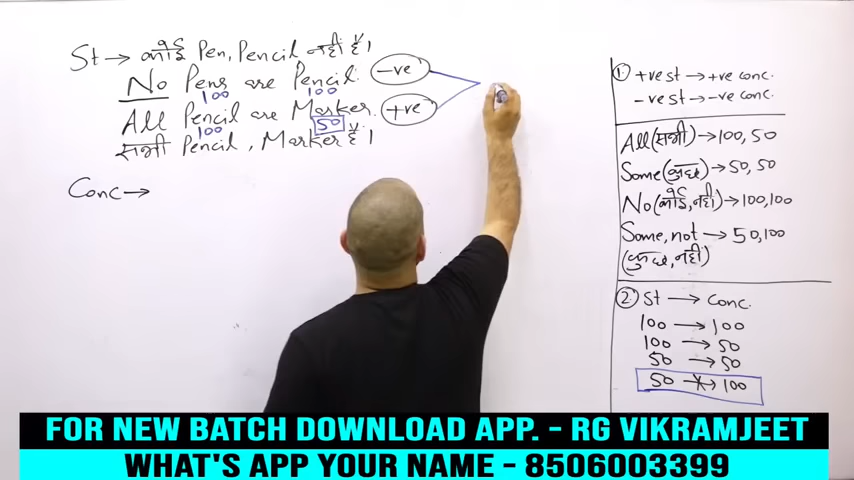 St → कोई Pen, Pencil नहीं है।
No Pens are Pencil. -ve
100 100
All Pencil are Marker. +ve
100 50
सभी Pencil, Marker है।
Conc →
1. +ve st → +ve conc.
-ve st → -ve conc.
All (सभी) → 100, 50
Some (कुछ) → 50, 50
No (कोई, नहीं) → 100, 100
Some, not → 50, 100
(कुछ, नहीं)
2. St → Conc.
100 → 100
100 → 50
50 → 50
50 → 100
FOR NEW BATCH DOWNLOAD APP. - RG VIKRAMJEET
WHAT'S APP YOUR NAME - 8506003399